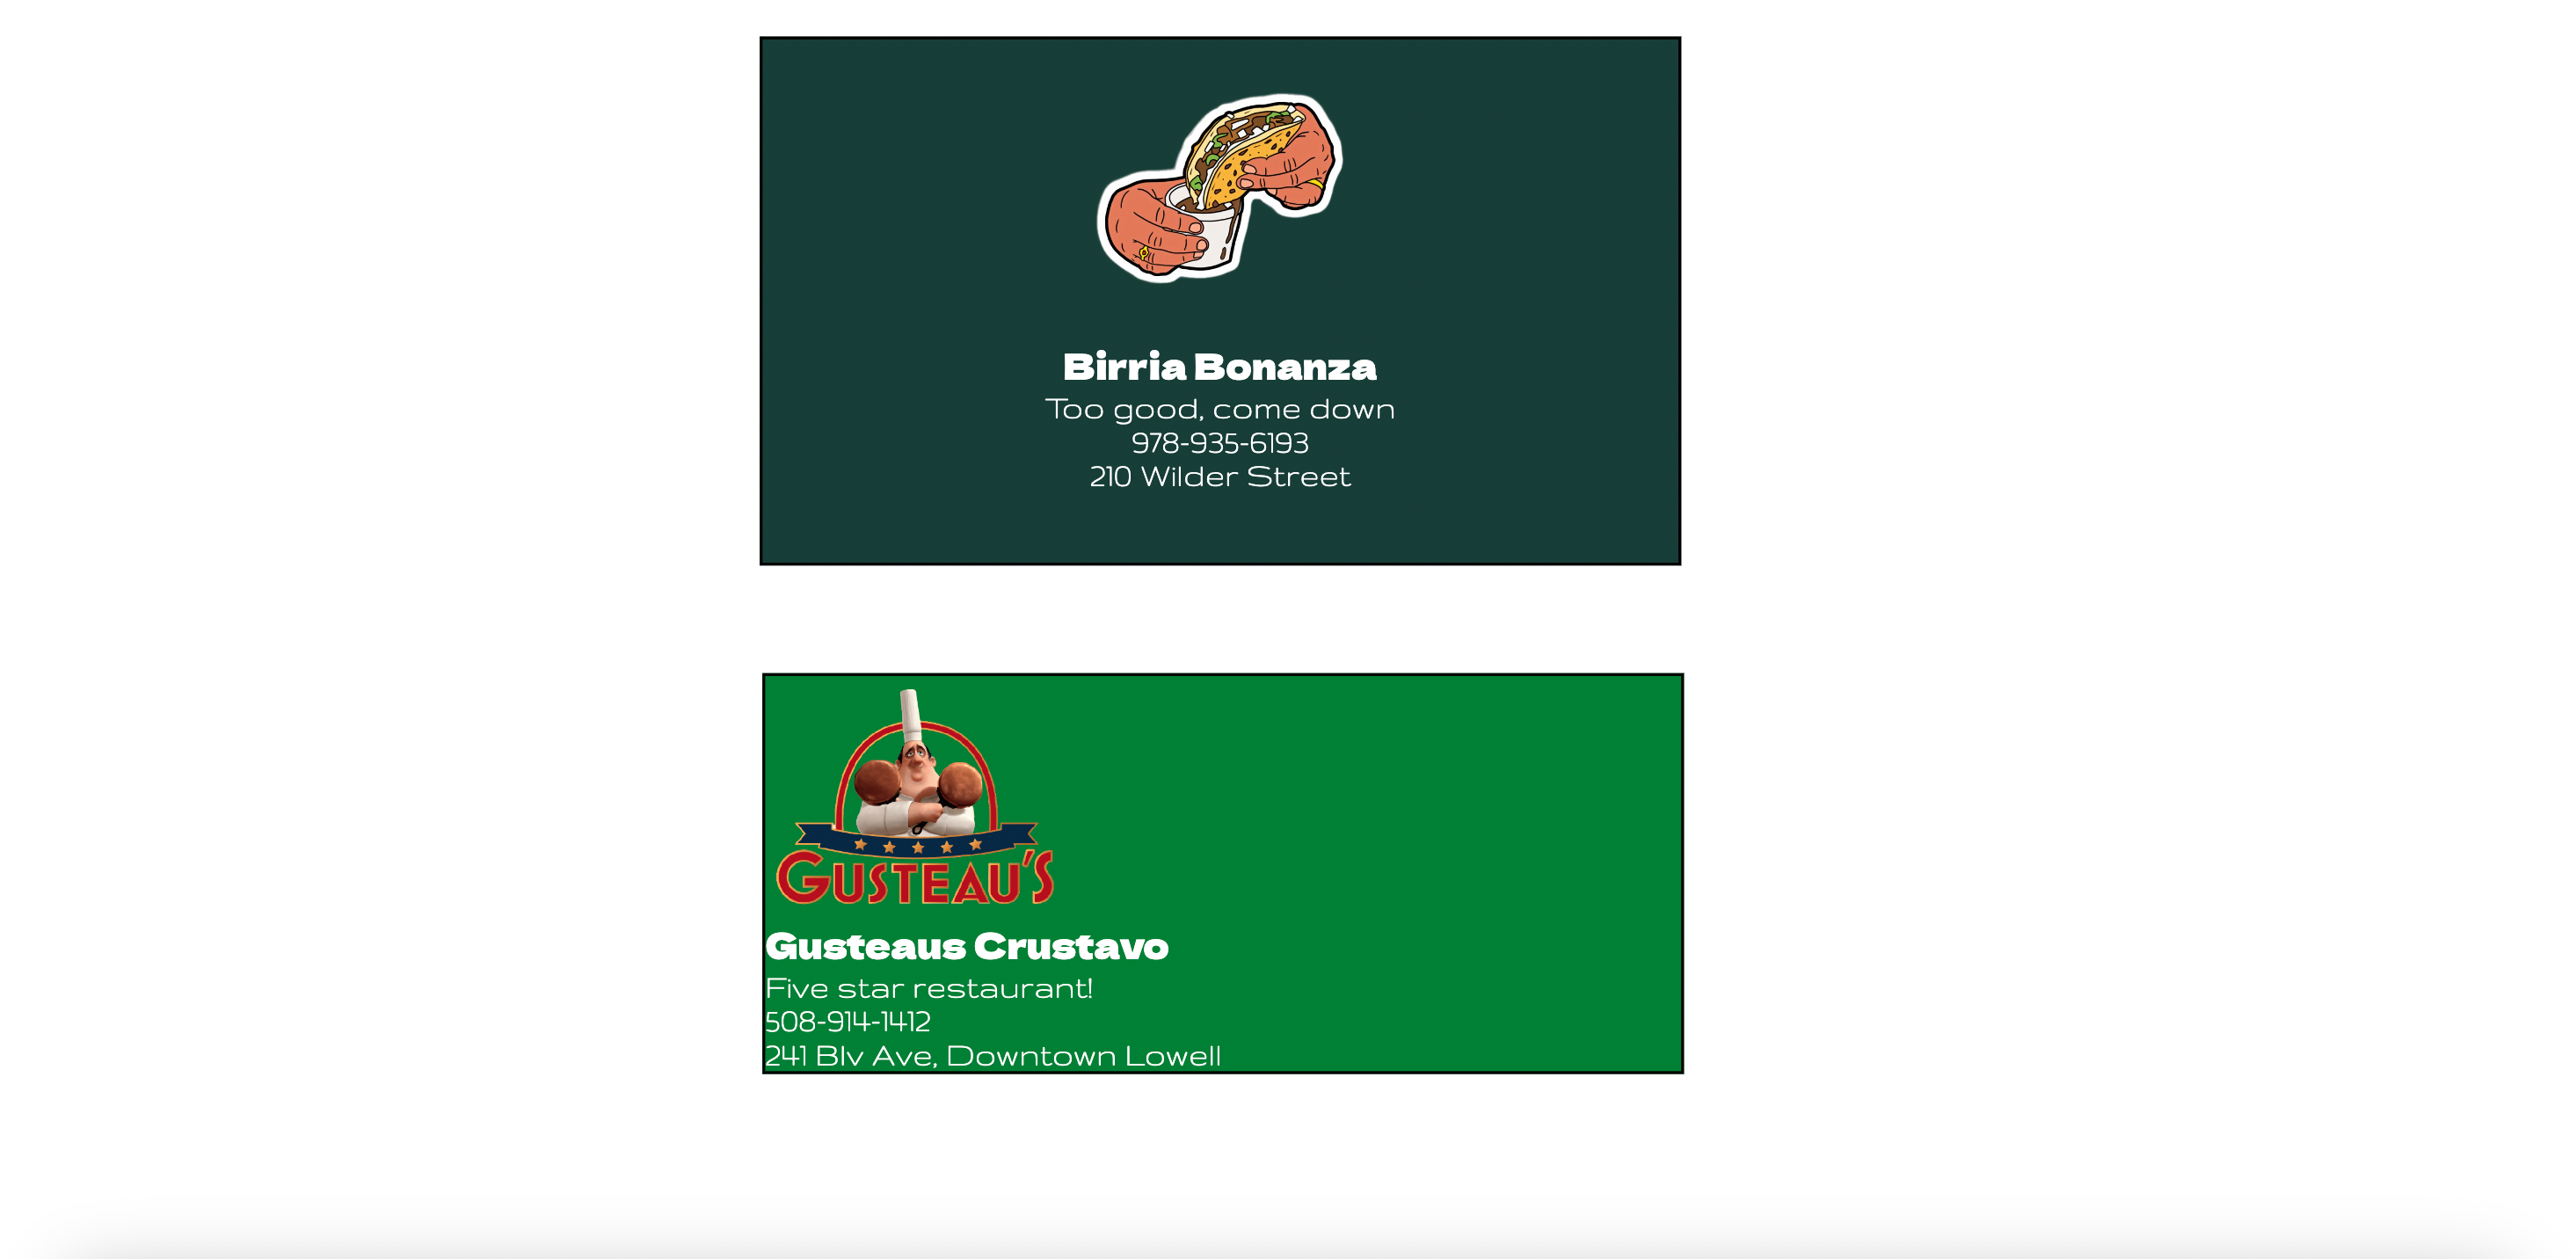 Birria Bonanza
Too good, come down
978-935-6193
210 Wilder Street
GUSTEAU'S
Gusteaus Crustavo
Five star restaurant!
508-914-1412
241 Blv Ave, Downtown Lowell